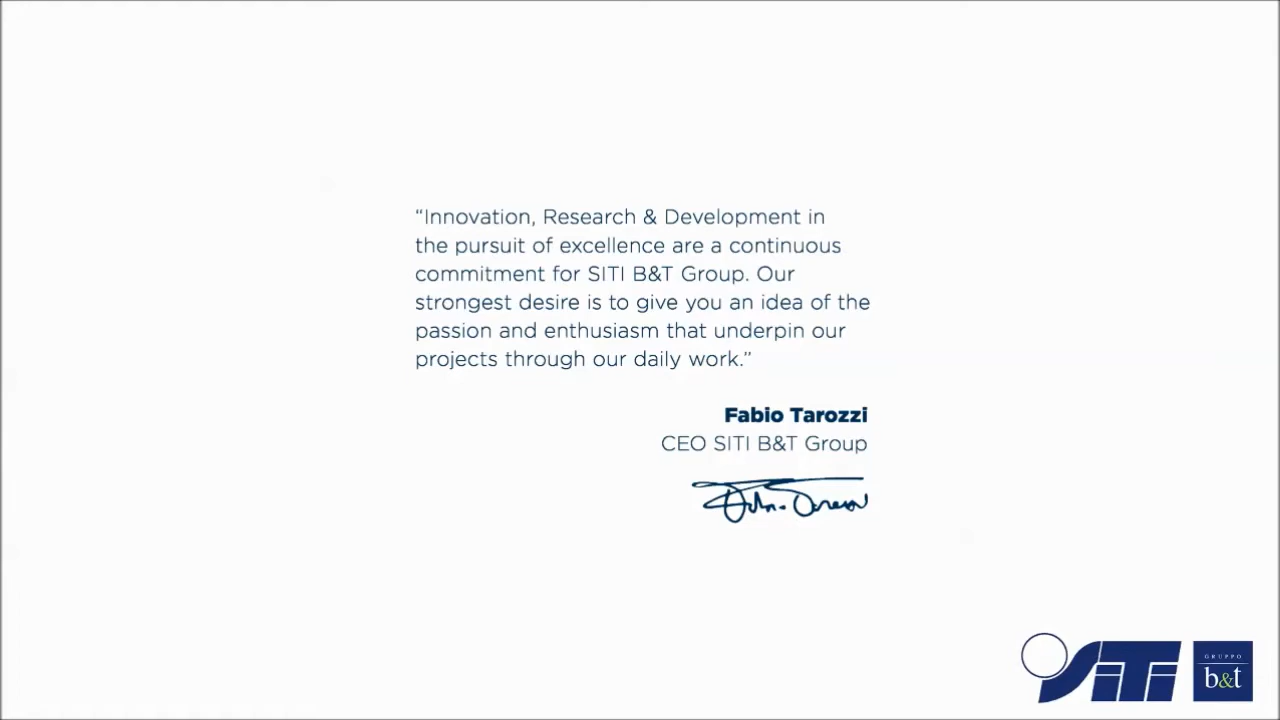 “Innovation, Research & Development in
the pursuit of excellence are a continuous
commitment for SITI B&T Group. Our
strongest desire is to give you an idea of the
passion and enthusiasm that underpin our
projects through our daily work.”
Fabio Tarozzi
CEO SITI B&T Group
SITI
GRUPPO
b&t